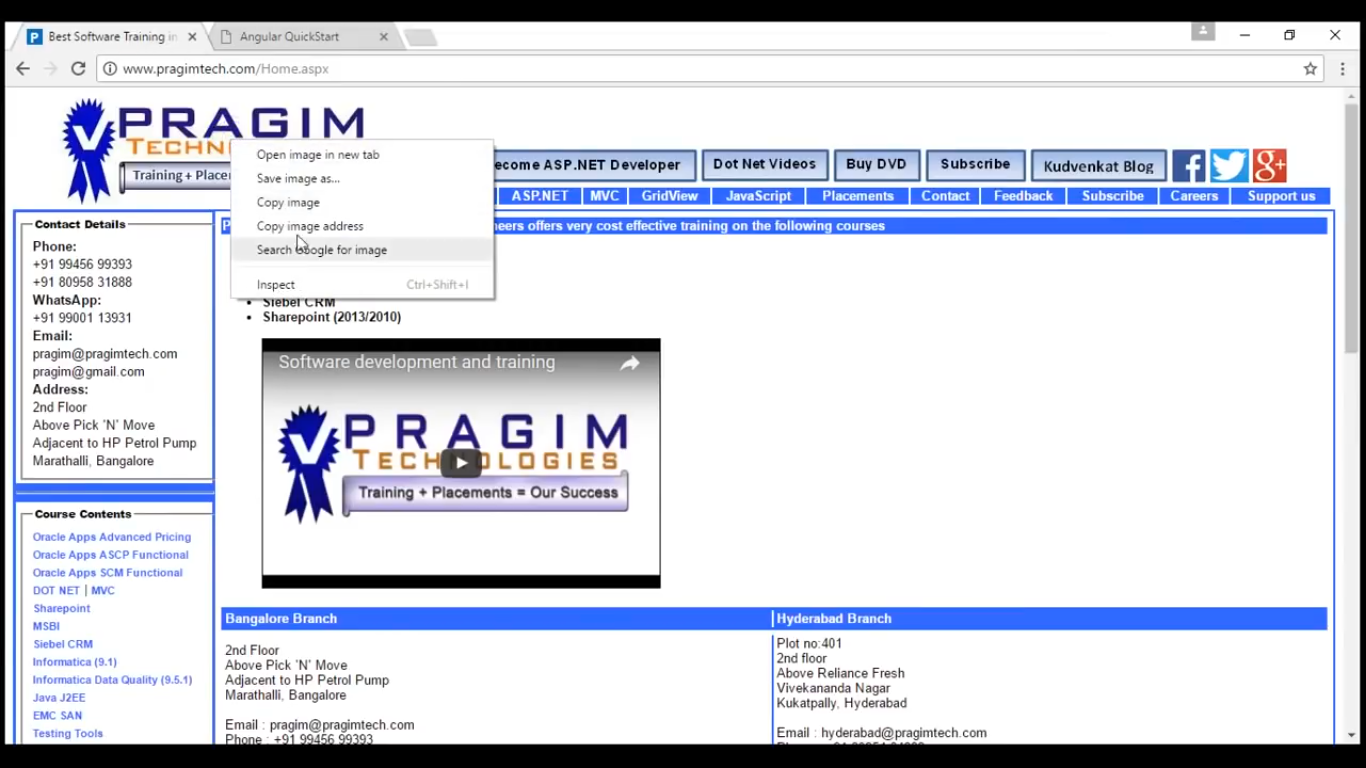 Best Software Training in
Angular QuickStart
www.pragimtech.com/Home.aspx
PRAGIM
Training + Placer
Open image in new tab
Save image as...
Copy image
Copy image address
Search Google for image
Inspect Ctrl+Shift+I
ecome ASP.NET Developer
Dot Net Videos
Buy DVD
Subscribe
Kudvenkat Blog
ASP.NET MVC GridView JavaScript Placements Contact Feedback Subscribe Careers Support us
neers offers very cost effective training on the following courses
Siebel CRM
Sharepoint (2013/2010)
Contact Details
Phone:
+91 99456 99393
+91 80958 31888
WhatsApp:
+91 99001 13931
Email:
pragim@pragimtech.com
pragim@gmail.com
Address:
2nd Floor
Above Pick 'N' Move
Adjacent to HP Petrol Pump
Marathalli, Bangalore
Course Contents
Oracle Apps Advanced Pricing
Oracle Apps ASCP Functional
Oracle Apps SCM Functional
DOT NET | MVC
Sharepoint
MSBI
Siebel CRM
Informatica (9.1)
Informatica Data Quality (9.5.1)
Java J2EE
EMC SAN
Testing Tools
Software development and training
PRAGIM
TECHNOLOGIES
Training + Placements = Our Success
Bangalore Branch
2nd Floor
Above Pick 'N' Move
Adjacent to HP Petrol Pump
Marathalli, Bangalore
Email : pragim@pragimtech.com
Phone : +91 99456 99393
Hyderabad Branch
Plot no:401
2nd floor
Above Reliance Fresh
Vivekananda Nagar
Kukatpally, Hyderabad
Email : hyderabad@pragimtech.com